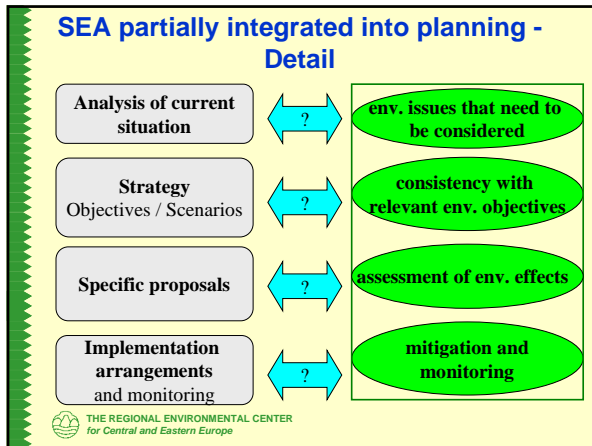 SEA partially integrated into planning -
Detail
Analysis of current
situation
?
env. issues that need to
be considered
Strategy
Objectives / Scenarios
?
consistency with
relevant env. objectives
Specific proposals
?
assessment of env. effects
Implementation
arrangements
and monitoring
?
mitigation and
monitoring
THE REGIONAL ENVIRONMENTAL CENTER
for Central and Eastern Europe